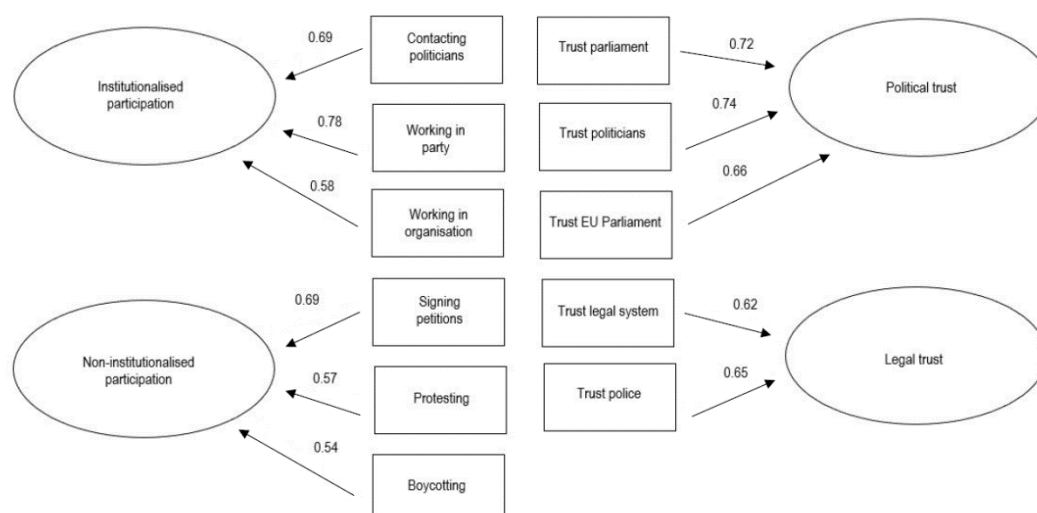 0.69
Contacting
politicians
Institutionalised
participation
0.78
Working in
party
0.58
Working in
organisation
Trust parliament
0.72
Political trust
Trust politicians
0.74
Trust EU Parliament
0.66
0.69
Signing
petitions
Non-institutionalised
participation
0.57
Protesting
0.54
Boycotting
Trust legal system
0.62
Legal trust
Trust police
0.65